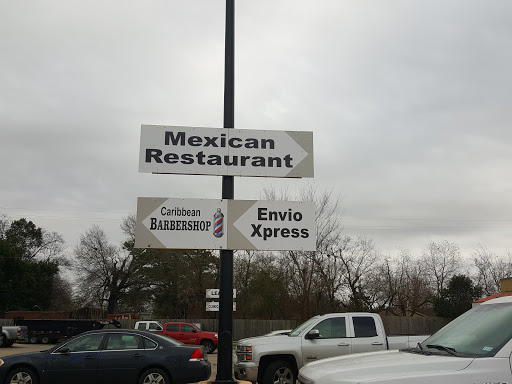 Mexican
Restaurant
Caribbean
BARBERSHOP
Envio
Xpress